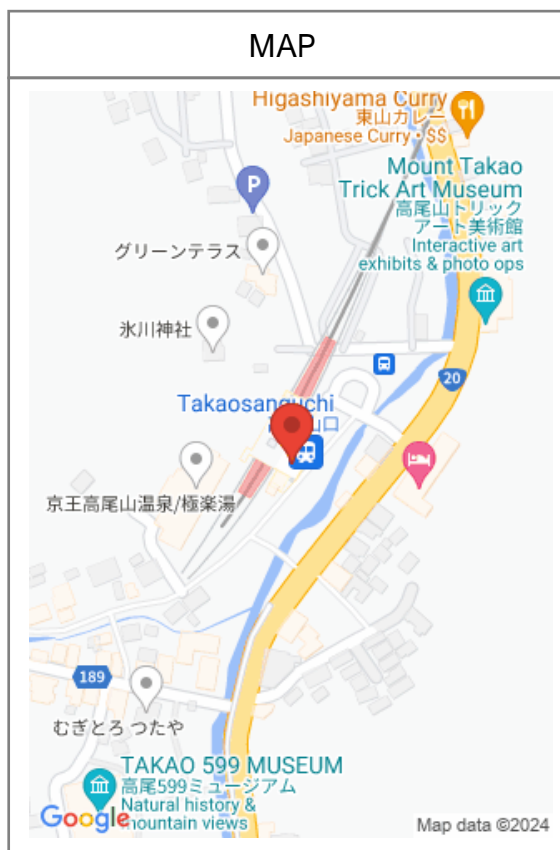 MAP
Higashiyama Curry
東山カレー
Japanese Curry • $$
Mount Takao
Trick Art Museum
高尾山トリック
アート美術館
Interactive art
exhibits & photo ops
P
グリーンテラス
氷川神社
20
Takaosanguchi
山口
京王高尾山温泉/極楽湯
189
むぎとろ つたや
TAKAO 599 MUSEUM
高尾599ミュージアム
Natural history &
mountain views
Google
Map data ©2024